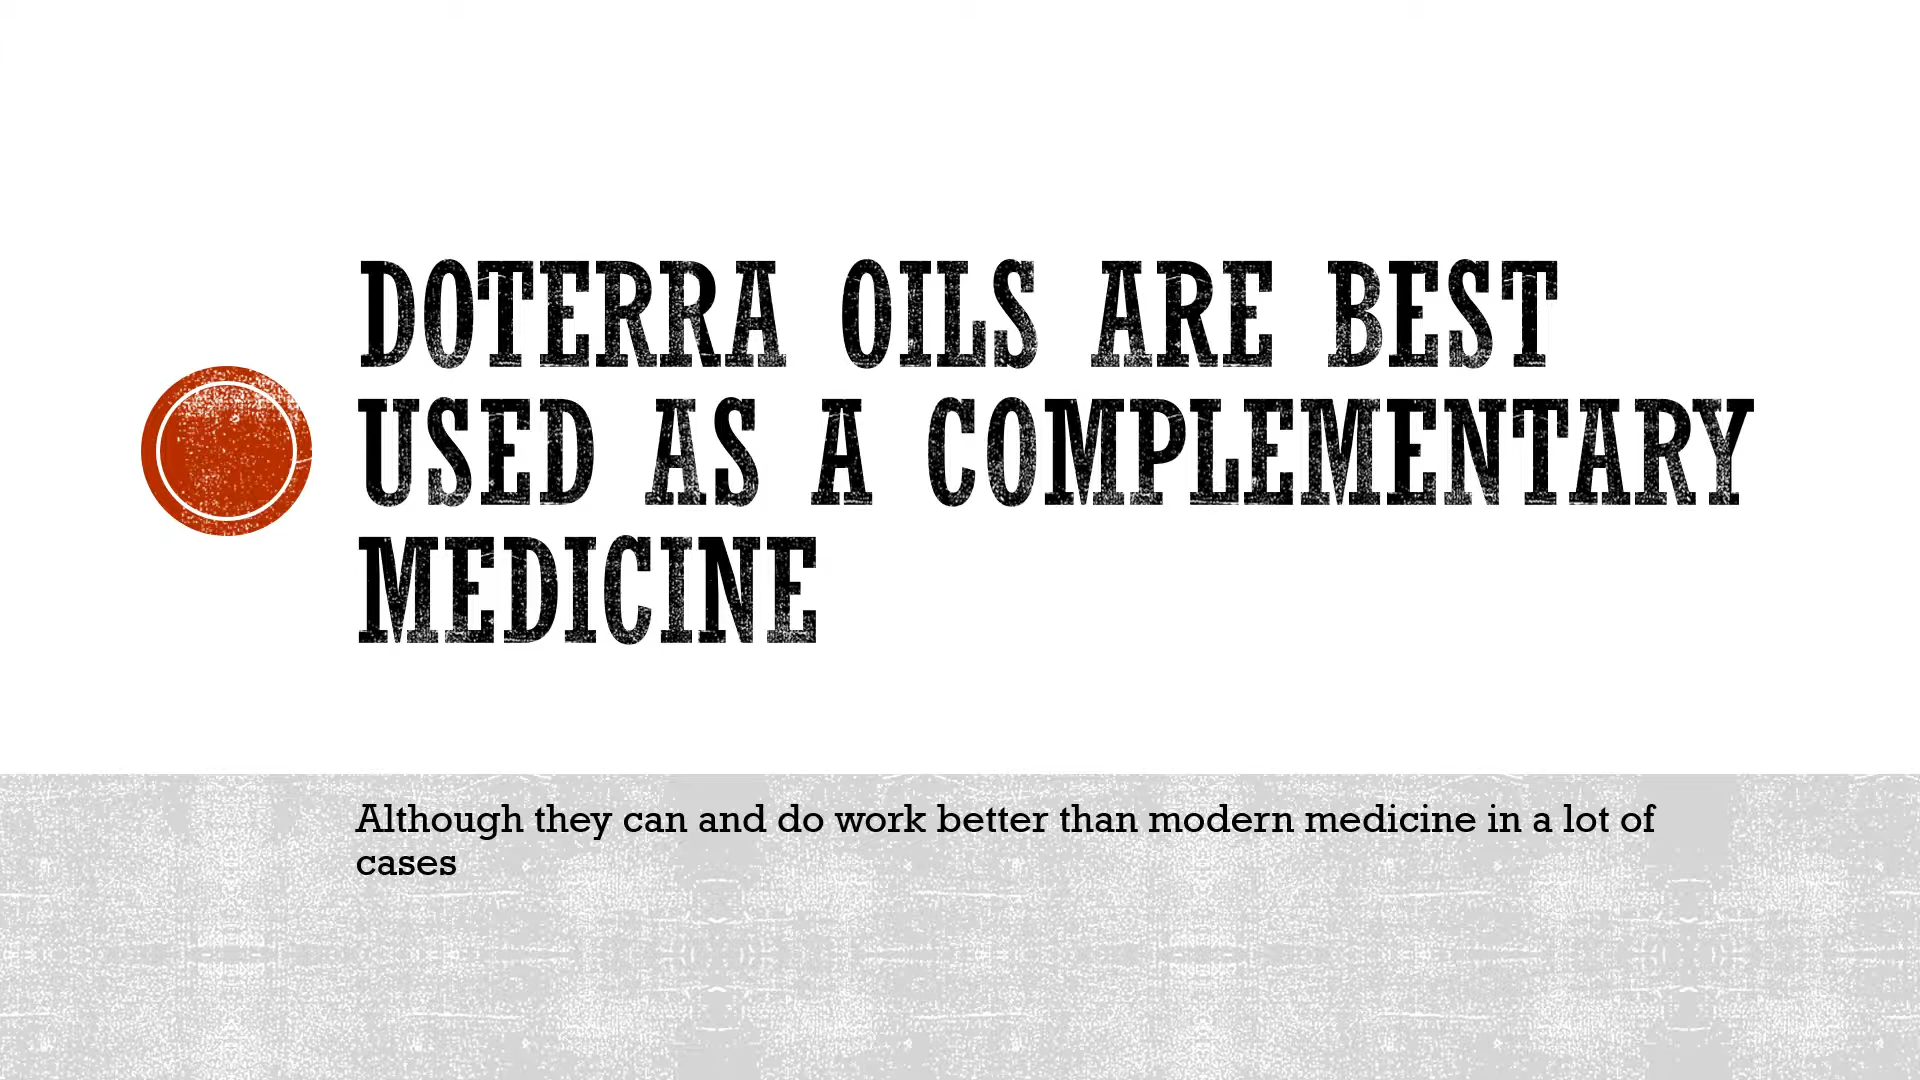 DOTERRA OILS ARE BEST
USED AS A COMPLEMENTARY
MEDICINE
Although they can and do work better than modern medicine in a lot of
cases